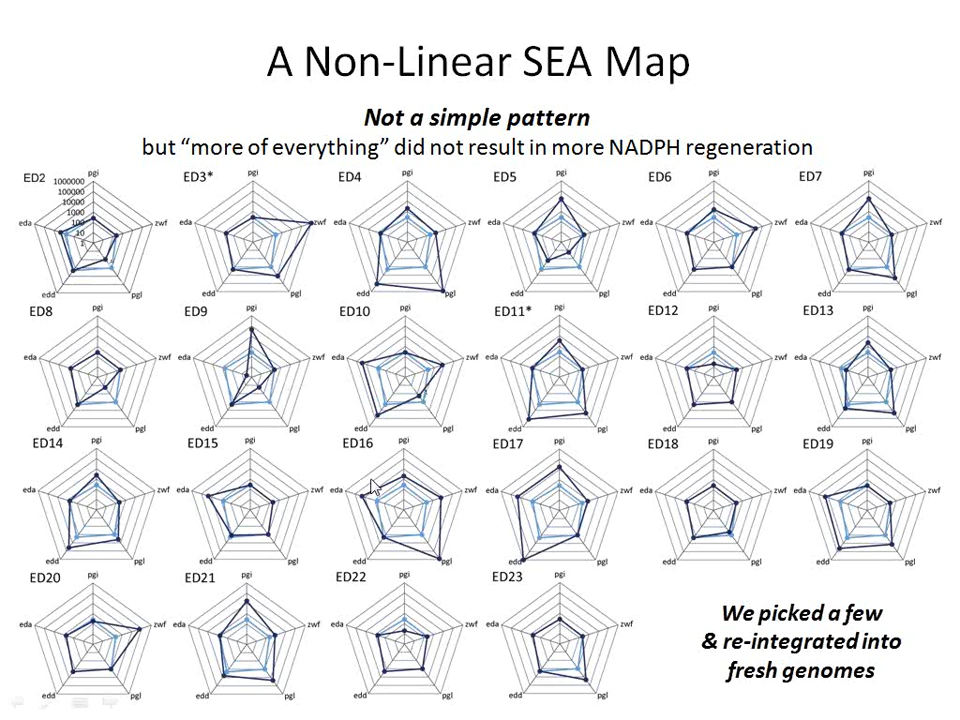 A Non-Linear SEA Map
Not a simple pattern
but “more of everything” did not result in more NADPH regeneration
ED2
1000000
100000
10000
1000
100
10
1
pgi
zwf
pgl
edd
eda
ED3*
pgi
zwf
pgl
edd
eda
ED4
pgi
zwf
pgl
edd
eda
ED5
pgi
zwf
pgl
edd
eda
ED6
pgi
zwf
pgl
edd
eda
ED7
pgi
zwf
pgl
edd
eda
ED8
pgi
zwf
pgl
edd
eda
ED9
pgi
zwf
pgl
edd
eda
ED10
pgi
zwf
pgl
edd
eda
ED11*
pgi
zwf
pgl
edd
eda
ED12
pgi
zwf
pgl
edd
eda
ED13
pgi
zwf
pgl
edd
eda
ED14
pgi
zwf
pgl
edd
eda
ED15
pgi
zwf
pgl
edd
eda
ED16
pgi
zwf
pgl
edd
eda
ED17
pgi
zwf
pgl
edd
eda
ED18
pgi
zwf
pgl
edd
eda
ED19
pgi
zwf
pgl
edd
eda
ED20
pgi
zwf
pgl
edd
eda
ED21
pgi
zwf
pgl
edd
eda
ED22
pgi
zwf
pgl
edd
eda
ED23
pgi
zwf
pgl
edd
eda
We picked a few
& re-integrated into
fresh genomes